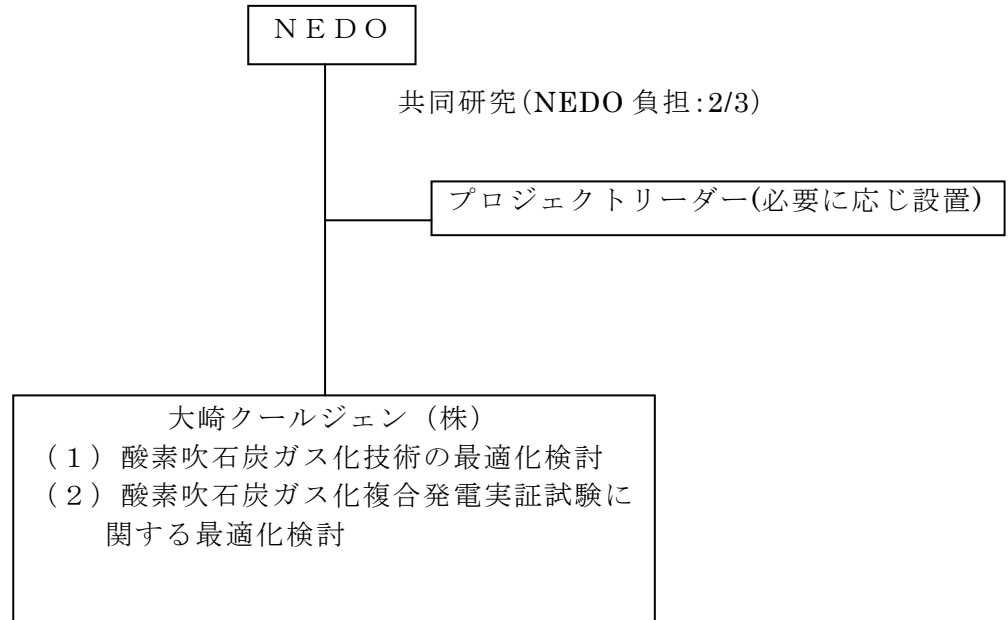 ＮＥＤＯ
共同研究(NEDO 負担:2/3)
プロジェクトリーダー(必要に応じ設置)
大崎クールジェン（株）
（１）酸素吹石炭ガス化技術の最適化検討
（２）酸素吹石炭ガス化複合発電実証試験に
関する最適化検討